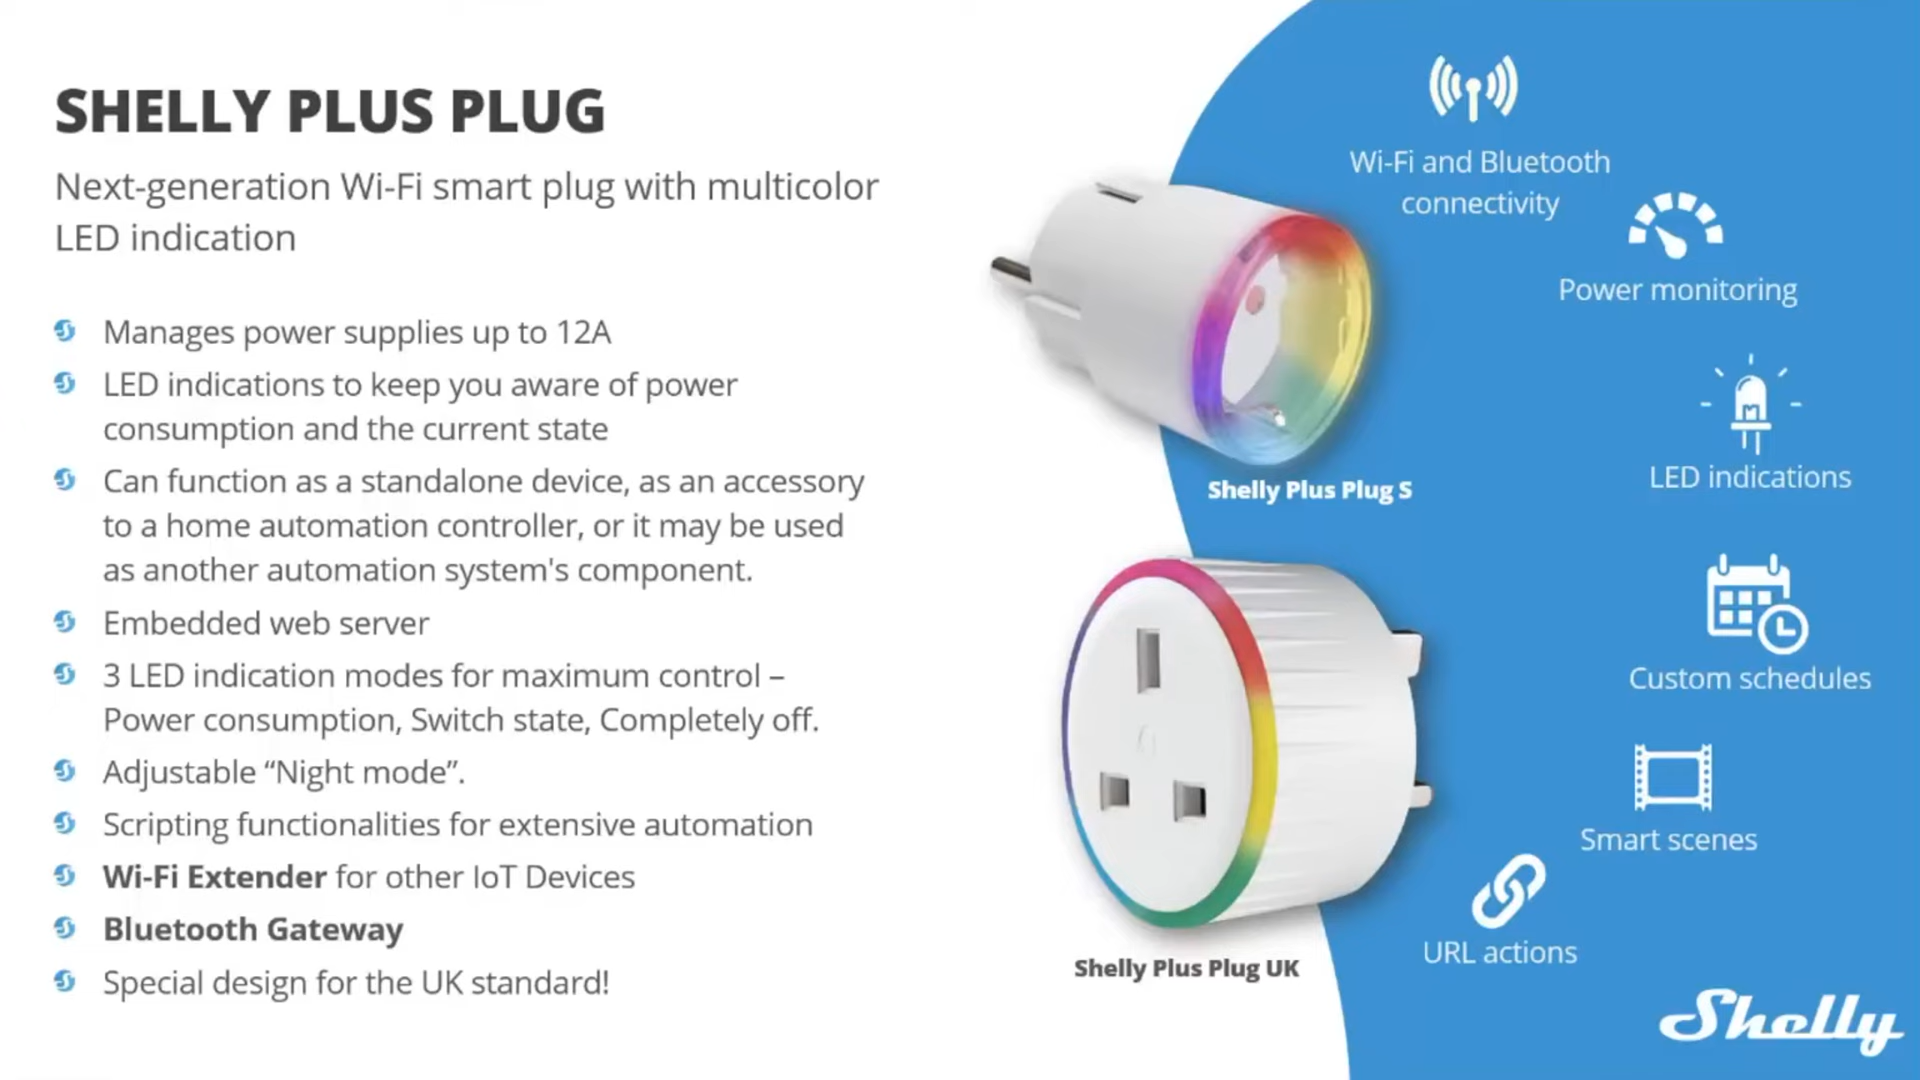 SHELLY PLUS PLUG
Next-generation Wi-Fi smart plug with multicolor
LED indication
Manages power supplies up to 12A
LED indications to keep you aware of power
consumption and the current state
Can function as a standalone device, as an accessory
to a home automation controller, or it may be used
as another automation system's component.
Embedded web server
3 LED indication modes for maximum control –
Power consumption, Switch state, Completely off.
Adjustable “Night mode”.
Scripting functionalities for extensive automation
Wi-Fi Extender for other IoT Devices
Bluetooth Gateway
Special design for the UK standard!
Shelly Plus Plug S
Shelly Plus Plug UK
Wi-Fi and Bluetooth
connectivity
Power monitoring
LED indications
Custom schedules
Smart scenes
URL actions
Shelly